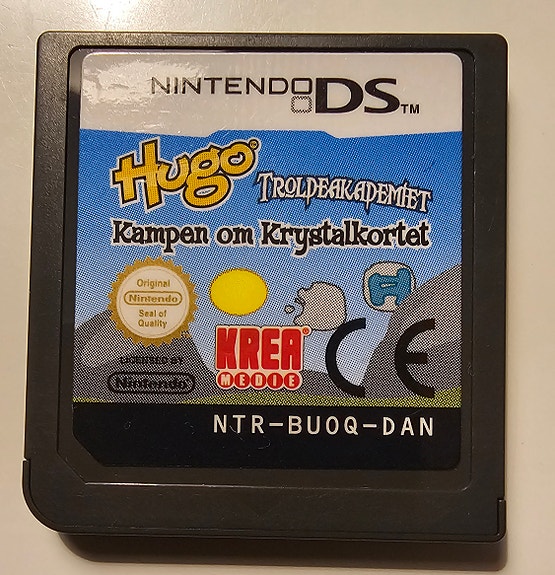 NINTENDO DS™
Hugo®
TROLDEAKADEMIET
Kampen om Krystalkortet
Original
Nintendo
Seal of
Quality
LICENSED BY
Nintendo®
KREA®
MEDIE
CE
NTR-BUOQ-DAN